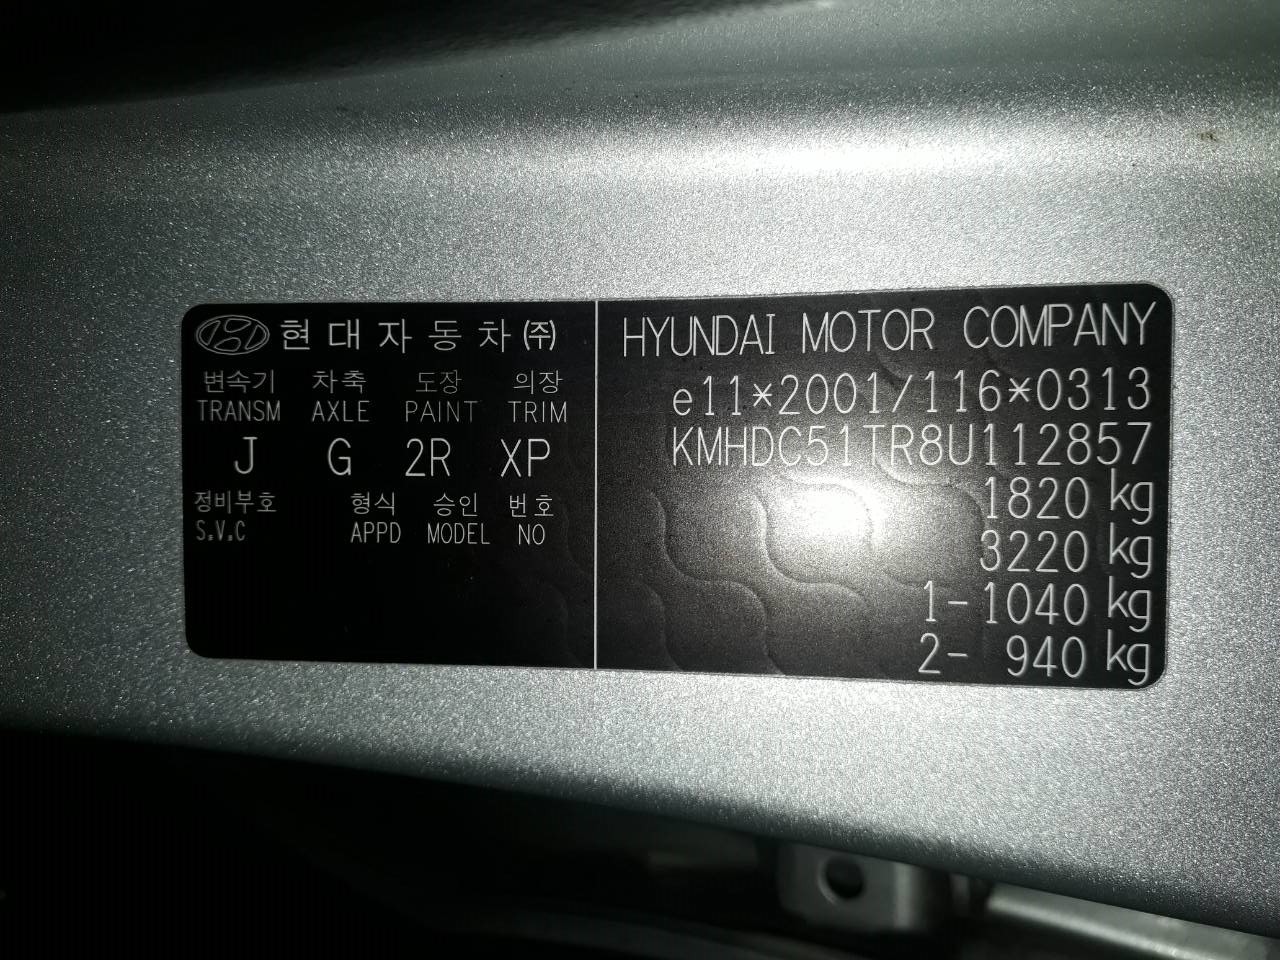 현대자동차(주)
변속기 차축 도장 의장
TRANSM AXLE PAINT TRIM
J G 2R XP
정비부호 형식 승인 번호
S.V.C APPD MODEL NO
HYUNDAI MOTOR COMPANY
e11*2001/116*0313
KMHDC51TR8U112857
1820 kg
3220 kg
1- 1040 kg
2- 940 kg